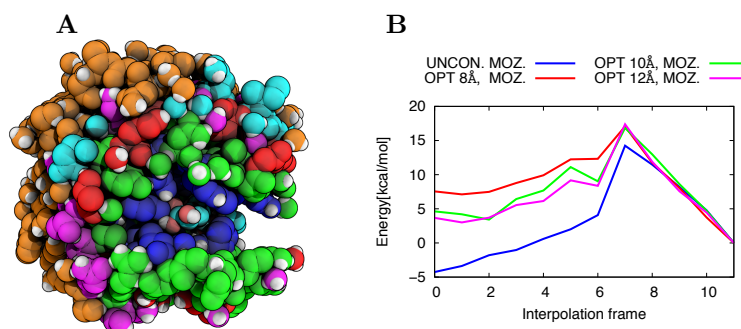 A
B
UNCON. MOZ.
OPT 10Å, MOZ.
OPT 8Å, MOZ.
OPT 12Å, MOZ.
Energy[kcal/mol]
20
15
10
5
0
-5
0 2 4 6 8 10
Interpolation frame